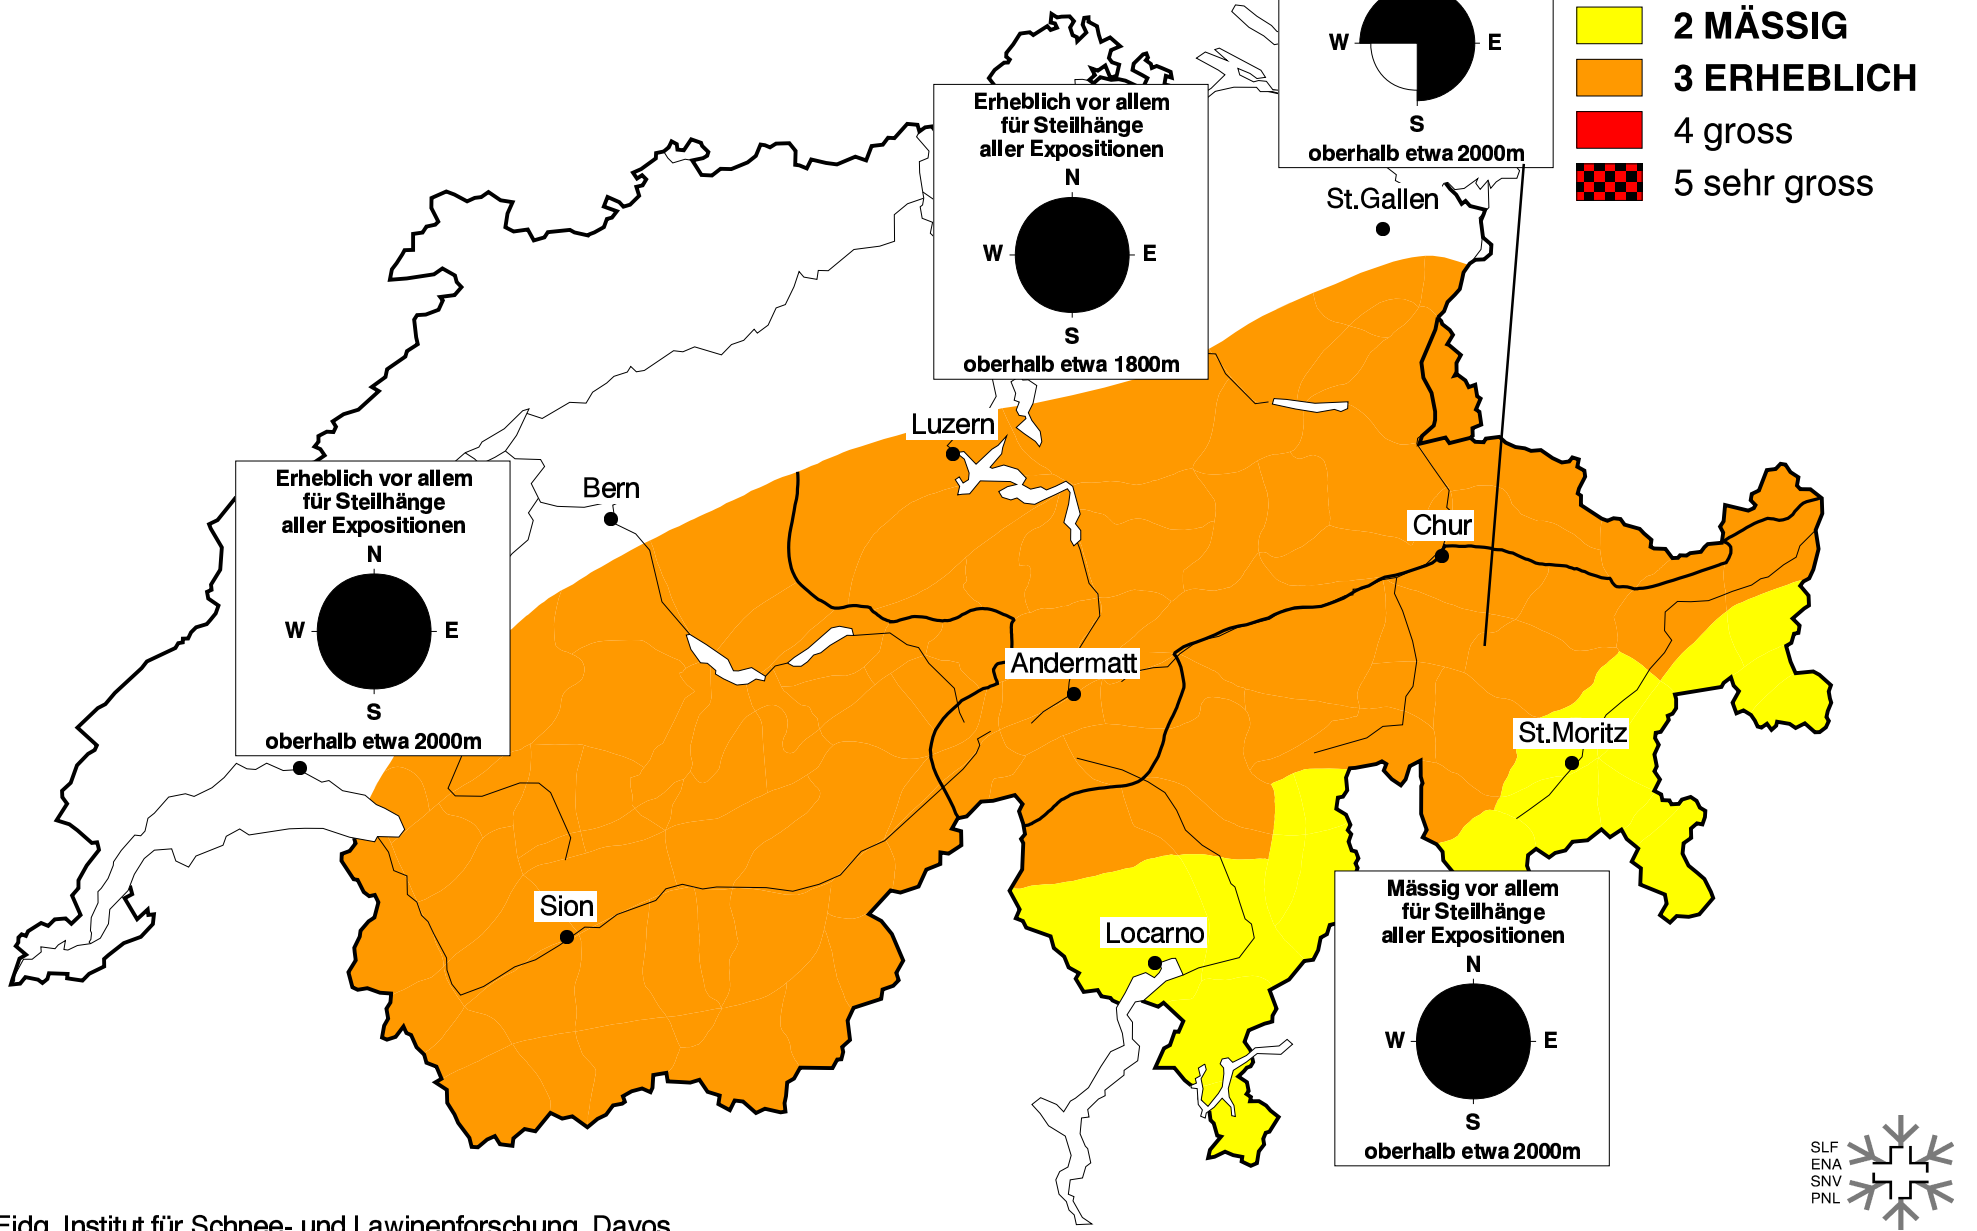 2 MÄSSIG
3 ERHEBLICH
4 gross
5 sehr gross
W E
S
oberhalb etwa 2000m
Erheblich vor allem
für Steilhänge
aller Expositionen
N
W E
S
oberhalb etwa 1800m
St.Gallen
Luzern
Erheblich vor allem
für Steilhänge
aller Expositionen
N
W E
S
oberhalb etwa 2000m
Bern
Chur
Andermatt
St.Moritz
Sion
Locarno
Mässig vor allem
für Steilhänge
aller Expositionen
N
W E
S
oberhalb etwa 2000m
SLF
ENA
SNV
PNL
Eidg. Institut für Schnee- und Lawinenforschung, Davos